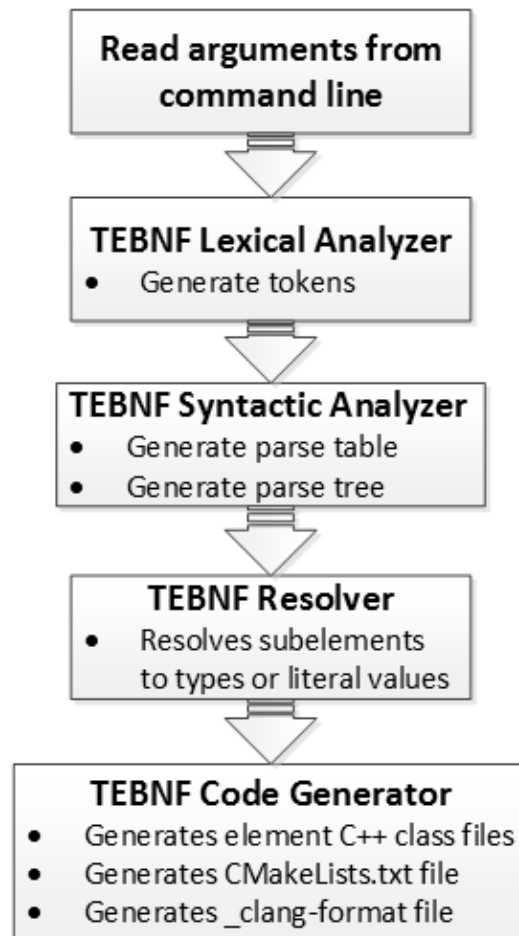 Read arguments from
command line
TEBNF Lexical Analyzer
• Generate tokens
TEBNF Syntactic Analyzer
• Generate parse table
• Generate parse tree
TEBNF Resolver
• Resolves subelements
to types or literal values
TEBNF Code Generator
• Generates element C++ class files
• Generates CMakeLists.txt file
• Generates _clang-format file